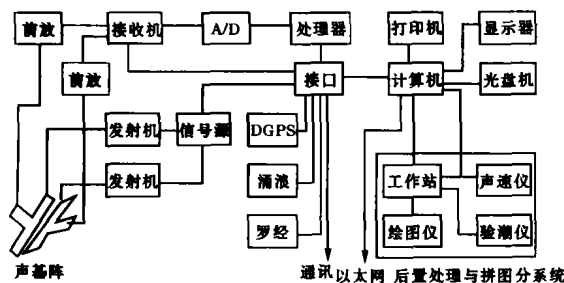 前放 接收机 A/D 处理器 打印机 显示器
前放 接口 计算机 光盘机
发射机 信号源 DGPS
发射机 涌浪 工作站 声速仪
罗经 绘图仪 验潮仪
声基阵 通讯 以太网 后置处理与拼图分系统